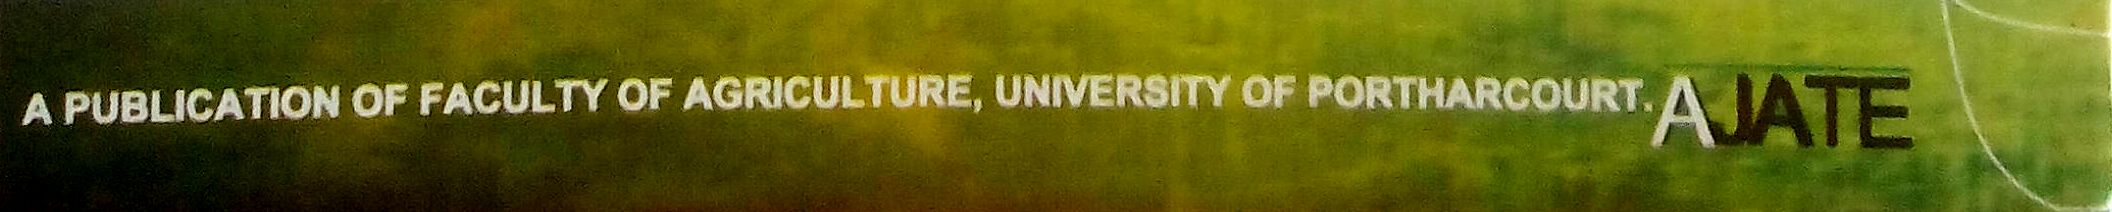 A PUBLICATION OF FACULTY OF AGRICULTURE, UNIVERSITY OF PORTHARCOURT. AJATE